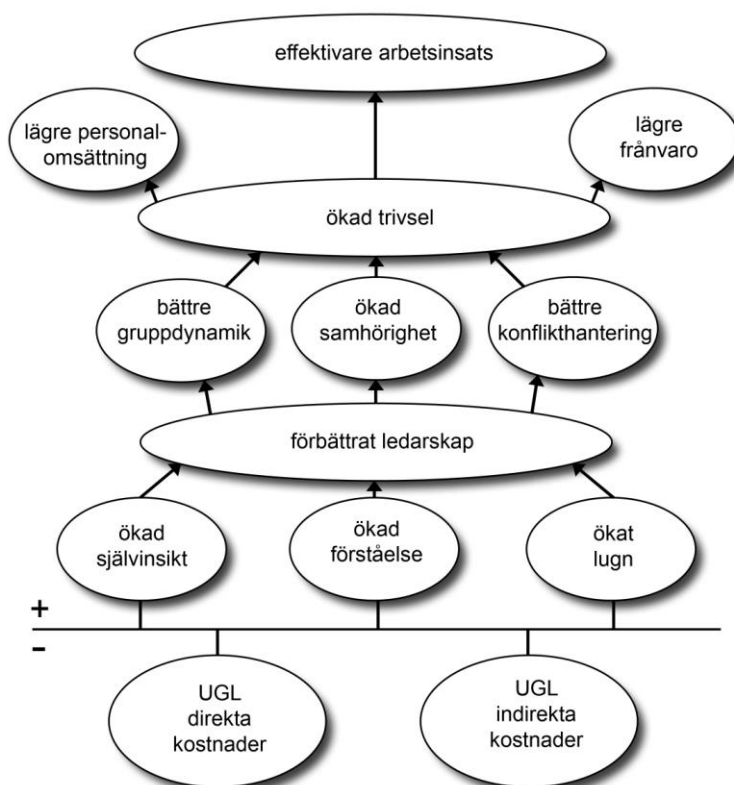 effektivare arbetsinsats
lägre personal-
omsättning
lägre
frånvaro
ökad trivsel
bättre
gruppdynamik
ökad
samhörighet
bättre
konflikthantering
förbättrat ledarskap
ökad
självinsikt
ökad
förståelse
ökat
lugn
+
-
UGL
direkta
kostnader
UGL
indirekta
kostnader